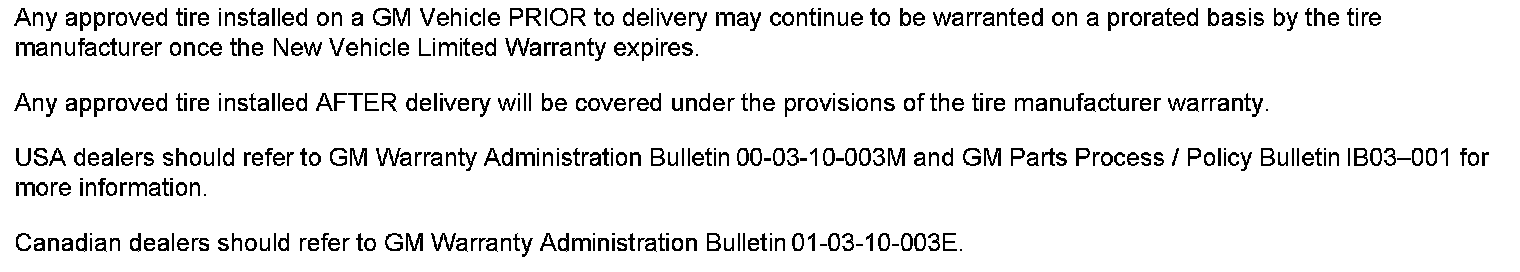 Any approved tire installed on a GM Vehicle PRIOR to delivery may continue to be warranted on a prorated basis by the tire
manufacturer once the New Vehicle Limited Warranty expires.
Any approved tire installed AFTER delivery will be covered under the provisions of the tire manufacturer warranty.
USA dealers should refer to GM Warranty Administration Bulletin 00-03-10-003M and GM Parts Process / Policy Bulletin IB03–001 for
more information.
Canadian dealers should refer to GM Warranty Administration Bulletin 01-03-10-003E.